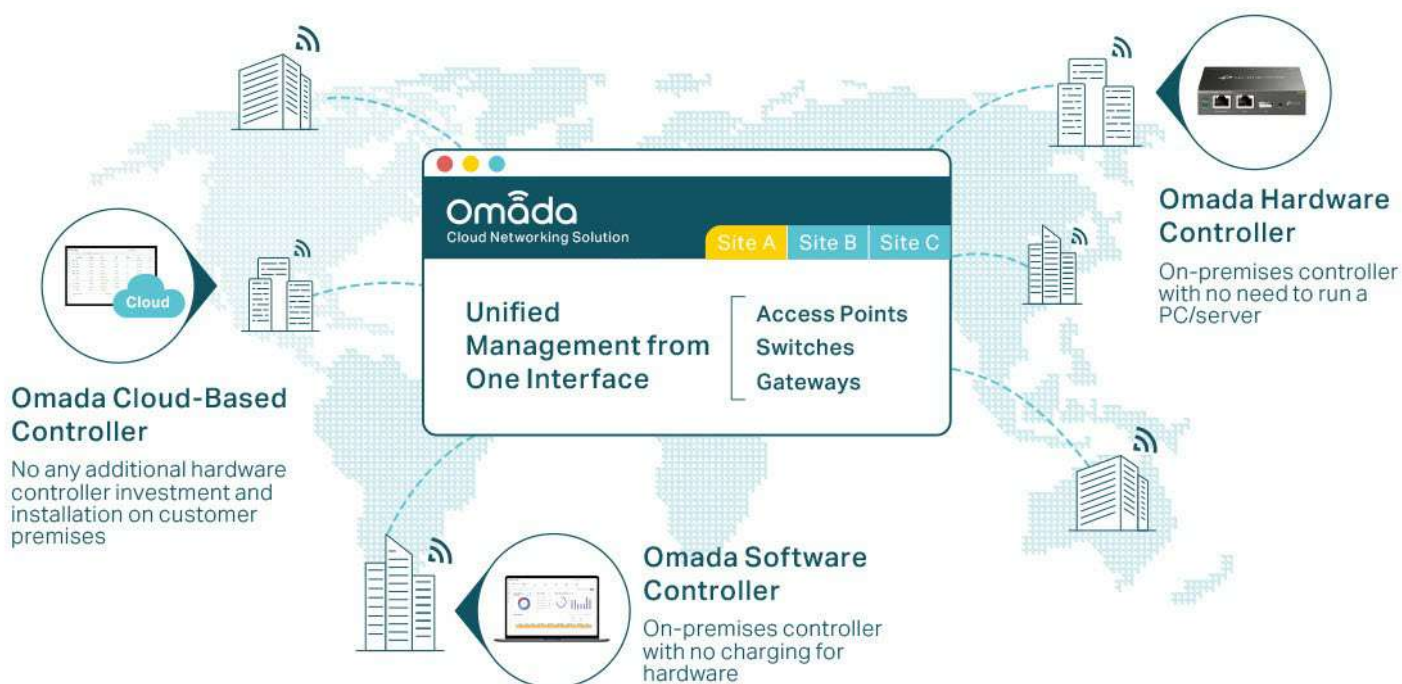 Omada
Cloud Networking Solution
Site A
Site B
Site C
Unified
Management from
One Interface
Access Points
Switches
Gateways
Cloud
Omada Cloud-Based
Controller
No any additional hardware
controller investment and
installation on customer
premises
Omada Hardware
Controller
On-premises controller
with no need to run a
PC/server
Omada Software
Controller
On-premises controller
with no charging for
hardware